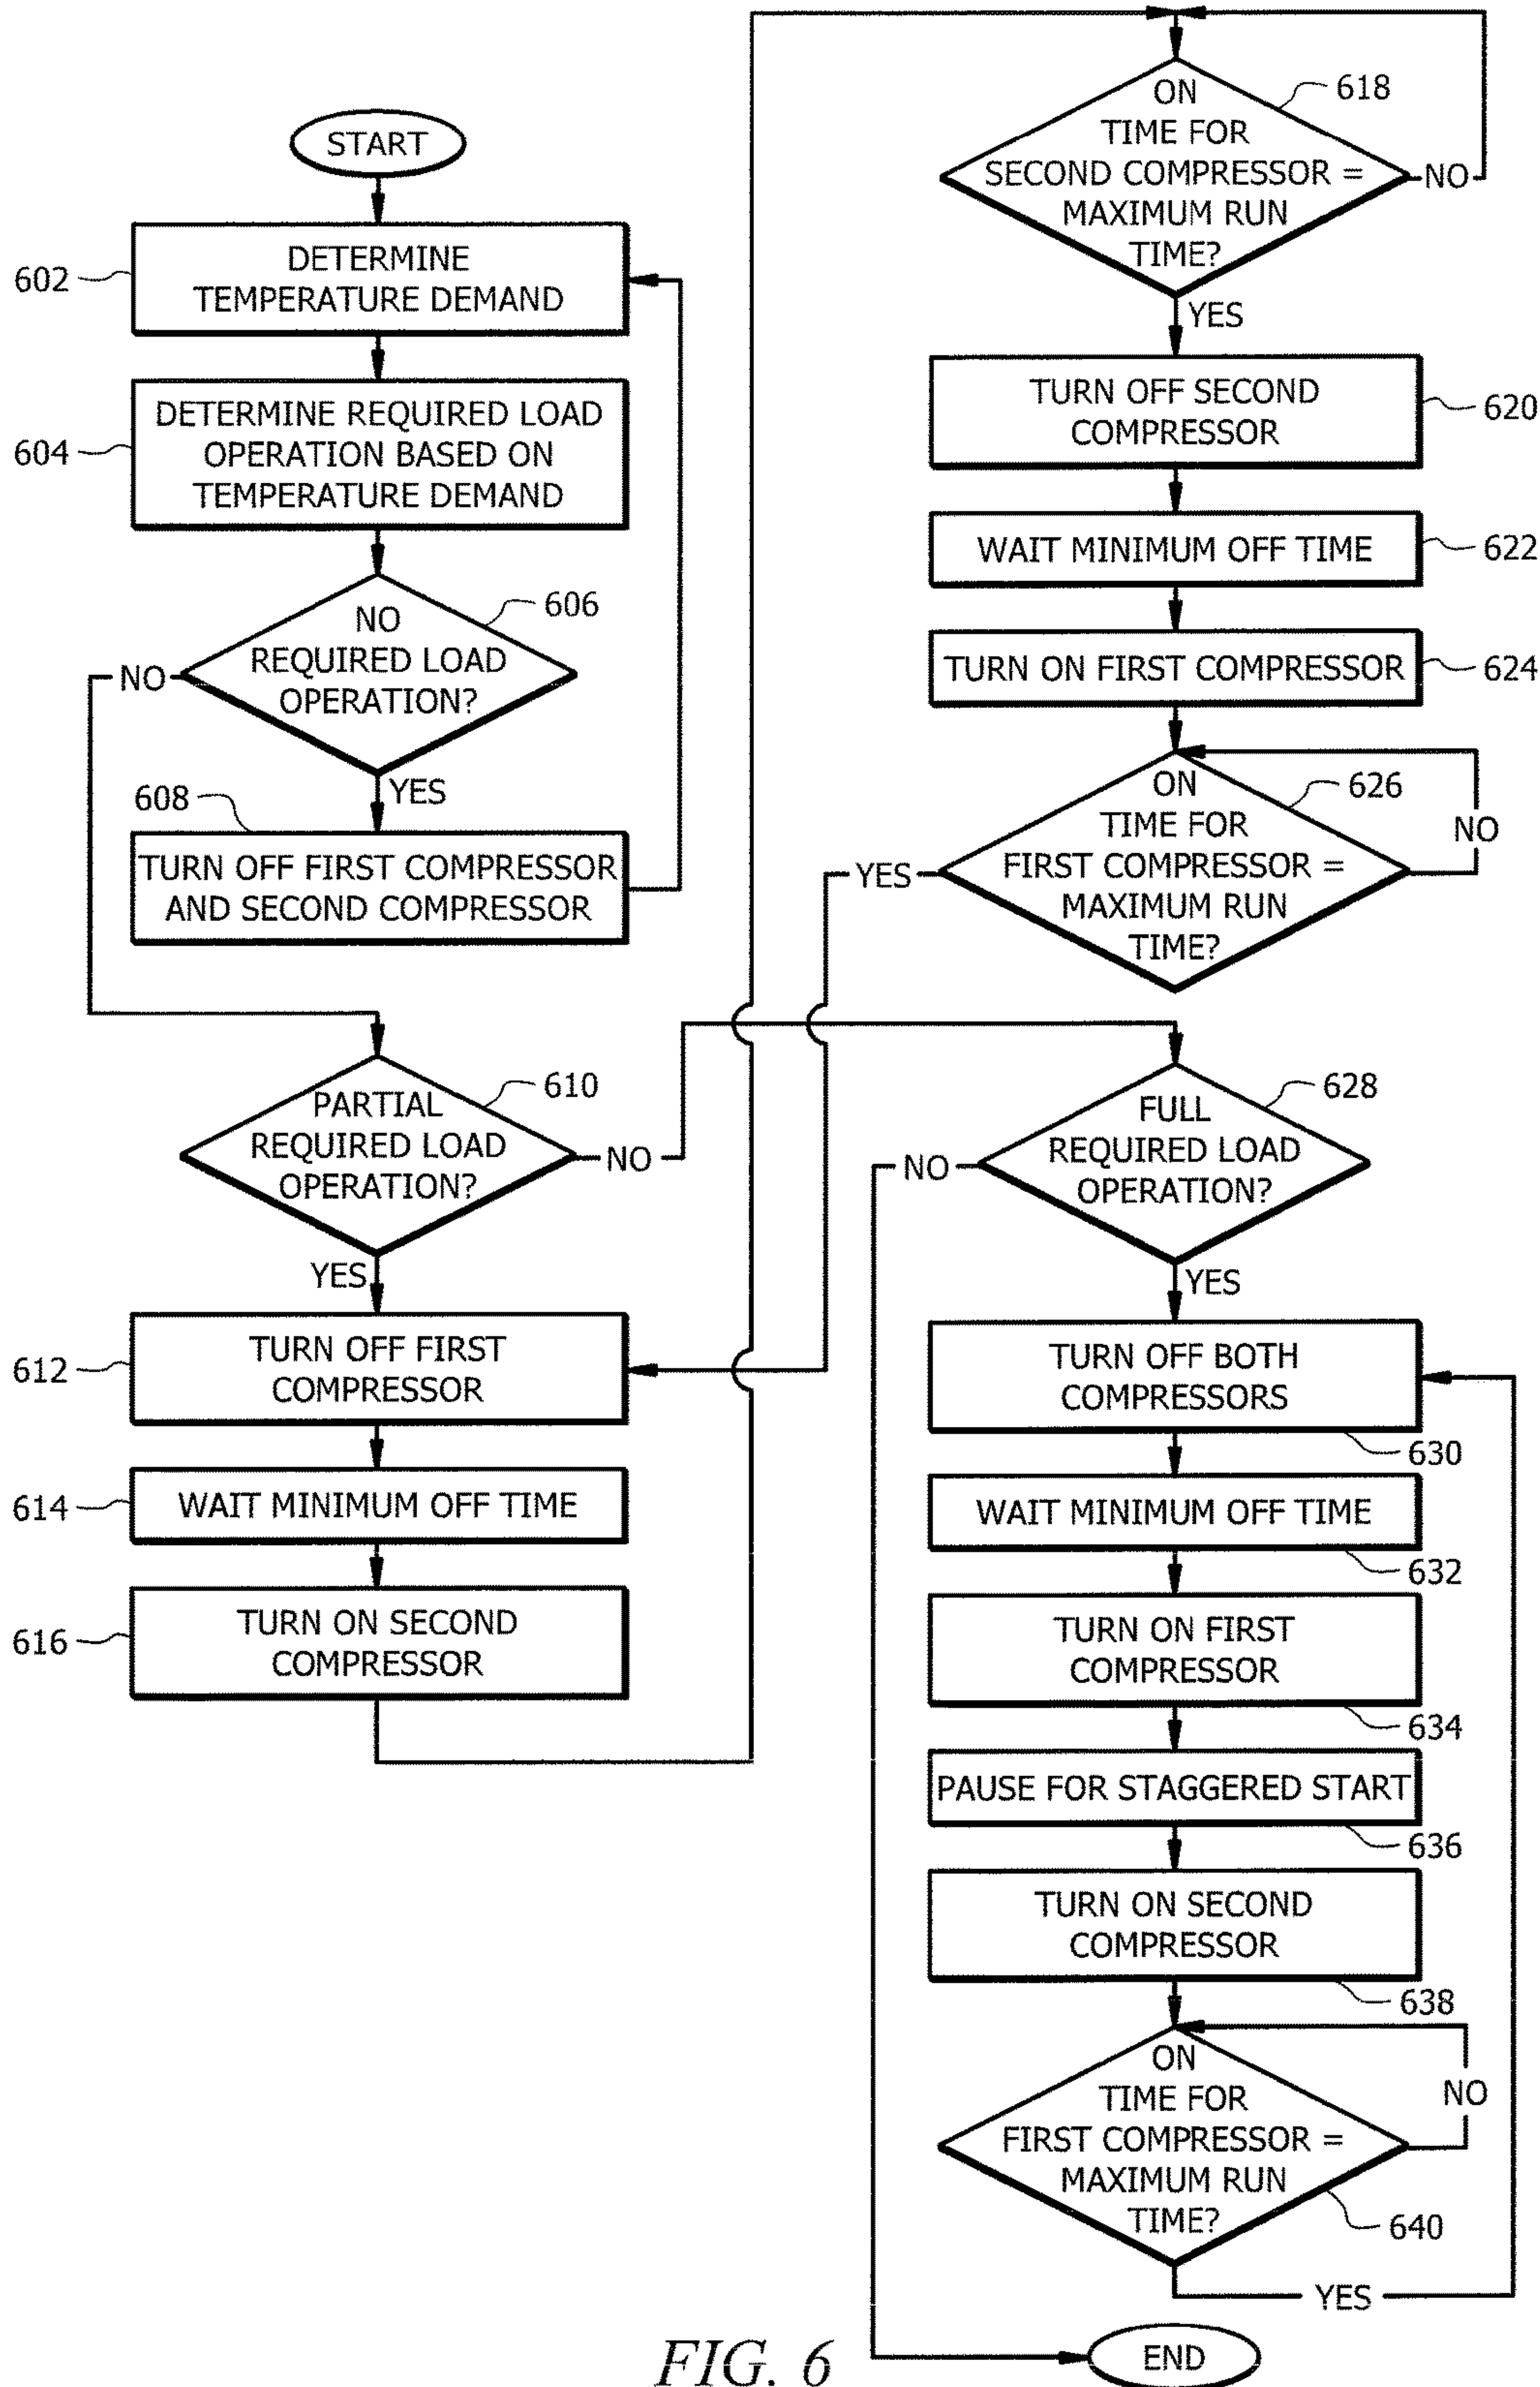 START
602
DETERMINE
TEMPERATURE DEMAND
604
DETERMINE REQUIRED LOAD
OPERATION BASED ON
TEMPERATURE DEMAND
606
NO
REQUIRED LOAD
OPERATION?
NO
YES
608
TURN OFF FIRST COMPRESSOR
AND SECOND COMPRESSOR
610
PARTIAL
REQUIRED LOAD
OPERATION?
NO
YES
612
TURN OFF FIRST
COMPRESSOR
614
WAIT MINIMUM OFF TIME
616
TURN ON SECOND
COMPRESSOR
618
ON
TIME FOR
SECOND COMPRESSOR =
MAXIMUM RUN
TIME?
NO
YES
TURN OFF SECOND
COMPRESSOR
620
WAIT MINIMUM OFF TIME
622
TURN ON FIRST COMPRESSOR
624
626
ON
TIME FOR
FIRST COMPRESSOR =
MAXIMUM RUN
TIME?
NO
YES
628
FULL
REQUIRED LOAD
OPERATION?
NO
YES
TURN OFF BOTH
COMPRESSORS
630
WAIT MINIMUM OFF TIME
632
TURN ON FIRST
COMPRESSOR
634
PAUSE FOR STAGGERED START
636
TURN ON SECOND
COMPRESSOR
638
ON
TIME FOR
FIRST COMPRESSOR =
MAXIMUM RUN
TIME?
NO
640
YES
END
FIG. 6